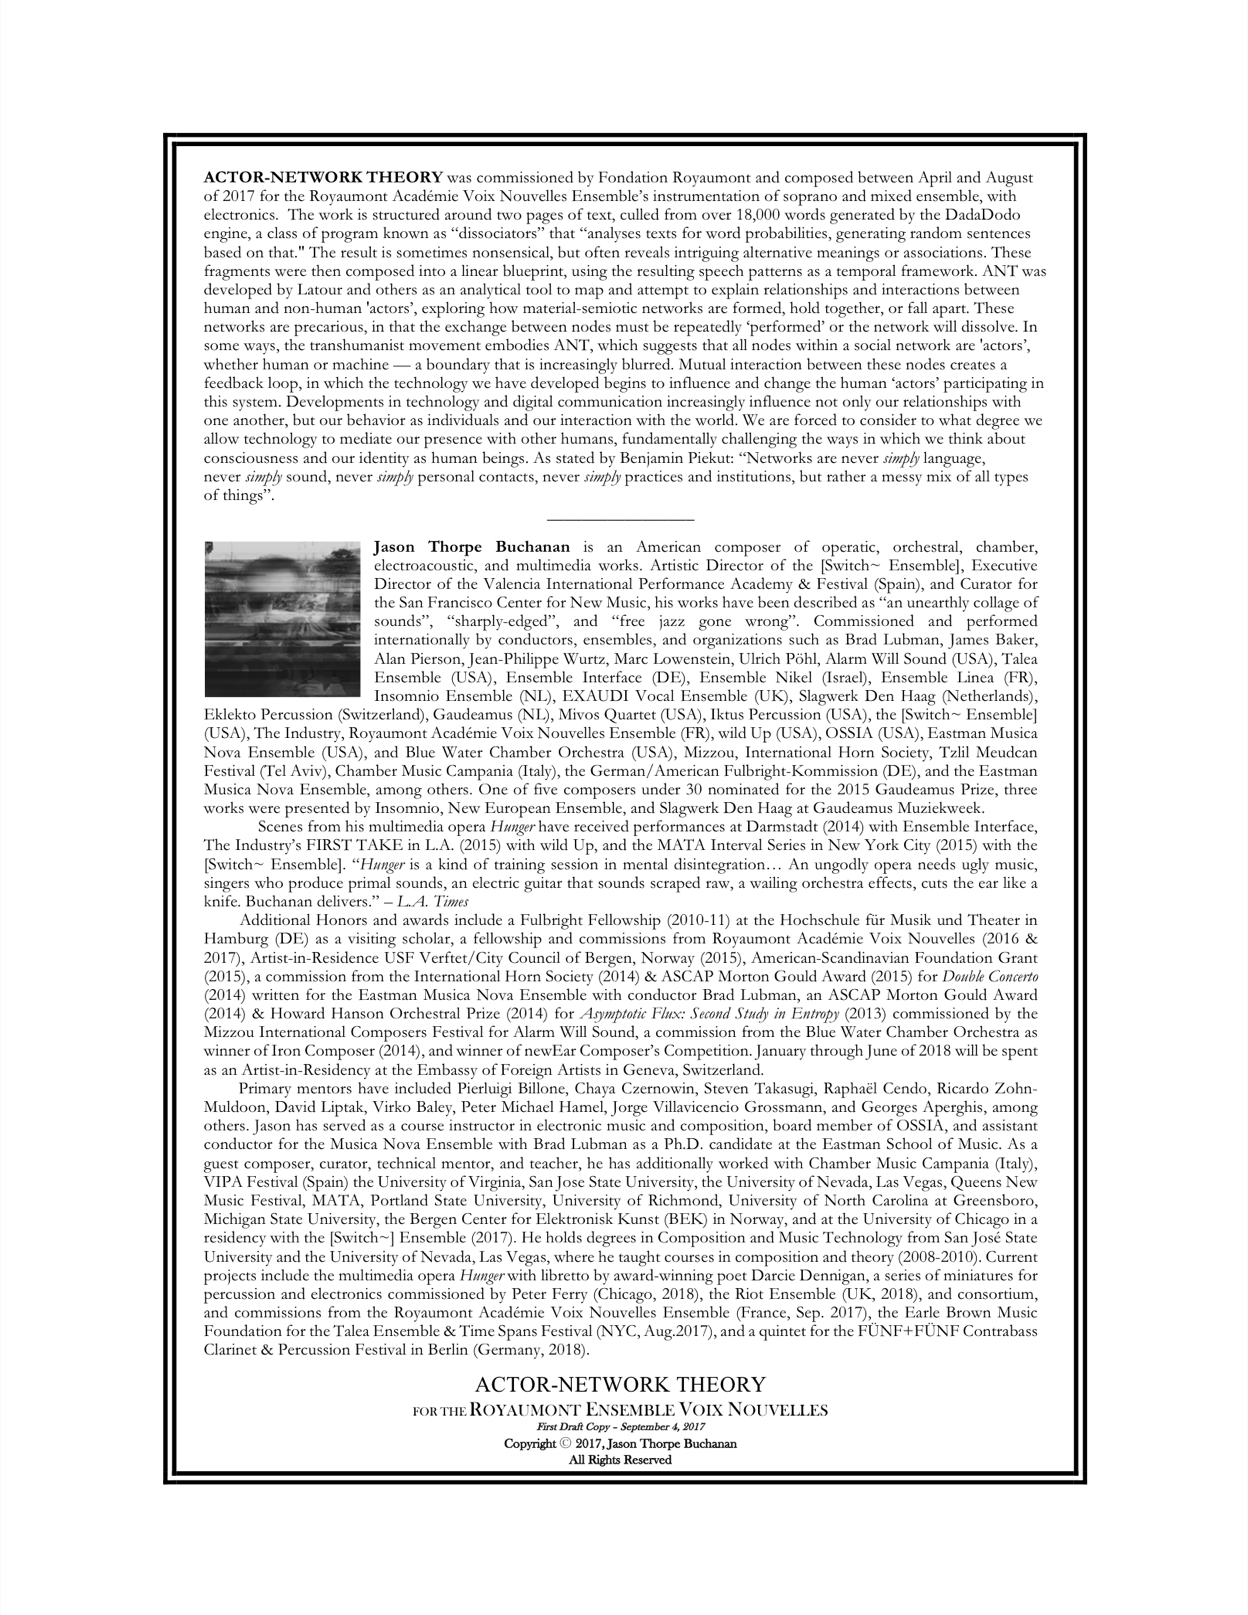 ACTOR-NETWORK THEORY was commissioned by Fondation Royaumont and composed between April and August
of 2017 for the Royaumont Académie Voix Nouvelles Ensemble’s instrumentation of soprano and mixed ensemble, with
electronics.  The work is structured around two pages of text, culled from over 18,000 words generated by the DadaDodo
engine, a class of program known as “dissociators” that “analyses texts for word probabilities, generating random sentences
based on that." The result is sometimes nonsensical, but often reveals intriguing alternative meanings or associations. These
fragments were then composed into a linear blueprint, using the resulting speech patterns as a temporal framework. ANT was
developed by Latour and others as an analytical tool to map and attempt to explain relationships and interactions between
human and non-human 'actors’, exploring how material-semiotic networks are formed, hold together, or fall apart. These
networks are precarious, in that the exchange between nodes must be repeatedly ‘performed’ or the network will dissolve. In
some ways, the transhumanist movement embodies ANT, which suggests that all nodes within a social network are 'actors’,
whether human or machine — a boundary that is increasingly blurred. Mutual interaction between these nodes creates a
feedback loop, in which the technology we have developed begins to influence and change the human ‘actors’ participating in
this system. Developments in technology and digital communication increasingly influence not only our relationships with
one another, but our behavior as individuals and our interaction with the world. We are forced to consider to what degree we
allow technology to mediate our presence with other humans, fundamentally challenging the ways in which we think about
consciousness and our identity as human beings. As stated by Benjamin Piekut: “Networks are never simply language,
never simply sound, never simply personal contacts, never simply practices and institutions, but rather a messy mix of all types
of things”.
Jason Thorpe Buchanan is an American composer of operatic, orchestral, chamber,
electroacoustic, and multimedia works. Artistic Director of the [Switch~ Ensemble], Executive
Director of the Valencia International Performance Academy & Festival (Spain), and Curator for
the San Francisco Center for New Music, his works have been described as “an unearthly collage of
sounds”, “sharply-edged”, and “free jazz gone wrong”. Commissioned and performed
internationally by conductors, ensembles, and organizations such as Brad Lubman, James Baker,
Alan Pierson, Jean-Philippe Wurtz, Marc Lowenstein, Ulrich Pöhl, Alarm Will Sound (USA), Talea
Ensemble (USA), Ensemble Interface (DE), Ensemble Nikel (Israel), Ensemble Linea (FR),
Insomnio Ensemble (NL), EXAUDI Vocal Ensemble (UK), Slagwerk Den Haag (Netherlands),
Eklekto Percussion (Switzerland), Gaudeamus (NL), Mivos Quartet (USA), Iktus Percussion (USA), the [Switch~ Ensemble]
(USA), The Industry, Royaumont Académie Voix Nouvelles Ensemble (FR), wild Up (USA), OSSIA (USA), Eastman Musica
Nova Ensemble (USA), and Blue Water Chamber Orchestra (USA), Mizzou, International Horn Society, Tzlil Meudcan
Festival (Tel Aviv), Chamber Music Campania (Italy), the German/American Fulbright-Kommission (DE), and the Eastman
Musica Nova Ensemble, among others. One of five composers under 30 nominated for the 2015 Gaudeamus Prize, three
works were presented by Insomnio, New European Ensemble, and Slagwerk Den Haag at Gaudeamus Muziekweek.
Scenes from his multimedia opera Hunger have received performances at Darmstadt (2014) with Ensemble Interface,
The Industry’s FIRST TAKE in L.A. (2015) with wild Up, and the MATA Interval Series in New York City (2015) with the
[Switch~ Ensemble]. “Hunger is a kind of training session in mental disintegration… An ungodly opera needs ugly music,
singers who produce primal sounds, an electric guitar that sounds scraped raw, a wailing orchestra effects, cuts the ear like a
knife. Buchanan delivers.” – L.A. Times
Additional Honors and awards include a Fulbright Fellowship (2010-11) at the Hochschule für Musik und Theater in
Hamburg (DE) as a visiting scholar, a fellowship and commissions from Royaumont Académie Voix Nouvelles (2016 &
2017), Artist-in-Residence USF Verftet/City Council of Bergen, Norway (2015), American-Scandinavian Foundation Grant
(2015), a commission from the International Horn Society (2014) & ASCAP Morton Gould Award (2015) for Double Concerto
(2014) written for the Eastman Musica Nova Ensemble with conductor Brad Lubman, an ASCAP Morton Gould Award
(2014) & Howard Hanson Orchestral Prize (2014) for Asymptotic Flux: Second Study in Entropy (2013) commissioned by the
Mizzou International Composers Festival for Alarm Will Sound, a commission from the Blue Water Chamber Orchestra as
winner of Iron Composer (2014), and winner of newEar Composer’s Competition. January through June of 2018 will be spent
as an Artist-in-Residency at the Embassy of Foreign Artists in Geneva, Switzerland.
Primary mentors have included Pierluigi Billone, Chaya Czernowin, Steven Takasugi, Raphaël Cendo, Ricardo Zohn-
Muldoon, David Liptak, Virko Baley, Peter Michael Hamel, Jorge Villavicencio Grossmann, and Georges Aperghis, among
others. Jason has served as a course instructor in electronic music and composition, board member of OSSIA, and assistant
conductor for the Musica Nova Ensemble with Brad Lubman as a Ph.D. candidate at the Eastman School of Music. As a
guest composer, curator, technical mentor, and teacher, he has additionally worked with Chamber Music Campania (Italy),
VIPA Festival (Spain) the University of Virginia, San Jose State University, the University of Nevada, Las Vegas, Queens New
Music Festival, MATA, Portland State University, University of Richmond, University of North Carolina at Greensboro,
Michigan State University, the Bergen Center for Elektronisk Kunst (BEK) in Norway, and at the University of Chicago in a
residency with the [Switch~] Ensemble (2017). He holds degrees in Composition and Music Technology from San José State
University and the University of Nevada, Las Vegas, where he taught courses in composition and theory (2008-2010). Current
projects include the multimedia opera Hunger with libretto by award-winning poet Darcie Dennigan, a series of miniatures for
percussion and electronics commissioned by Peter Ferry (Chicago, 2018), the Riot Ensemble (UK, 2018), and consortium,
and commissions from the Royaumont Académie Voix Nouvelles Ensemble (France, Sep. 2017), the Earle Brown Music
Foundation for the Talea Ensemble & Time Spans Festival (NYC, Aug.2017), and a quintet for the FÜNF+FÜNF Contrabass
Clarinet & Percussion Festival in Berlin (Germany, 2018).
ACTOR-NETWORK THEORY
FOR THE ROYAUMONT ENSEMBLE VOIX NOUVELLES
First Draft Copy – September 4, 2017
Copyright © 2017, Jason Thorpe Buchanan
All Rights Reserved